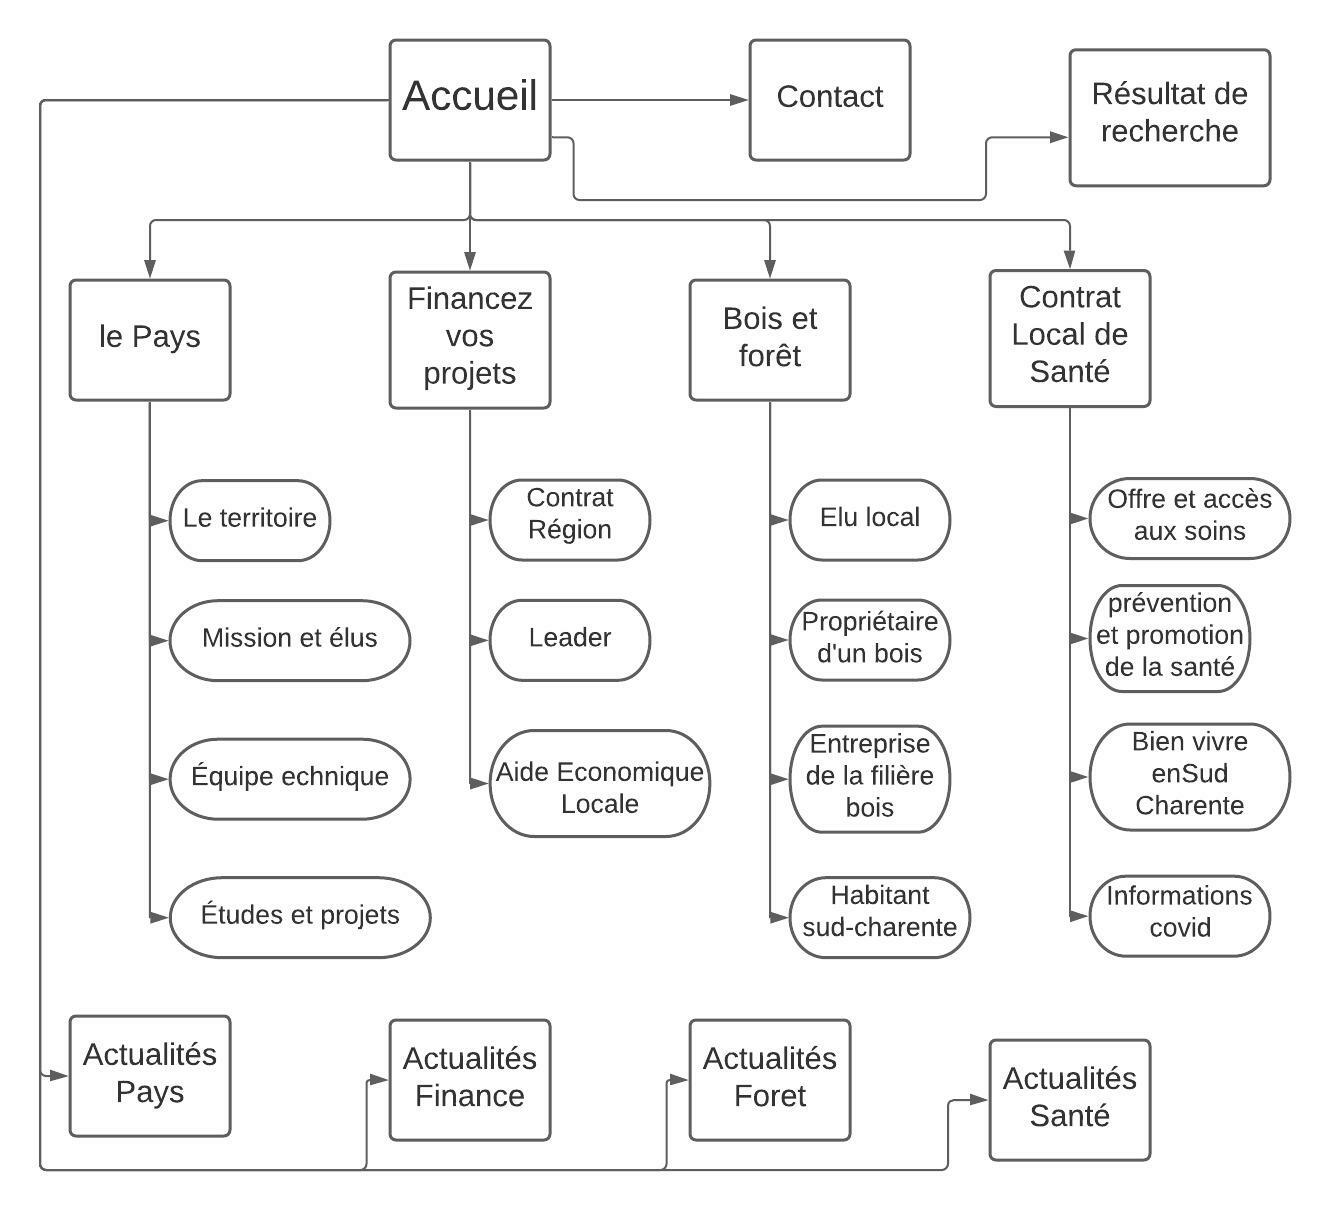 Accueil
Contact
Résultat de
recherche
le Pays
Financez
vos
projets
Bois et
forêt
Contrat
Local de
Santé
Le territoire
Mission et élus
Équipe echnique
Études et projets
Contrat
Région
Leader
Aide Economique
Locale
Elu local
Propriétaire
d'un bois
Entreprise
de la filière
bois
Habitant
sud-charente
Offre et accès
aux soins
prévention
et promotion
de la santé
Bien vivre
enSud
Charente
Informations
covid
Actualités
Pays
Actualités
Finance
Actualités
Foret
Actualités
Santé